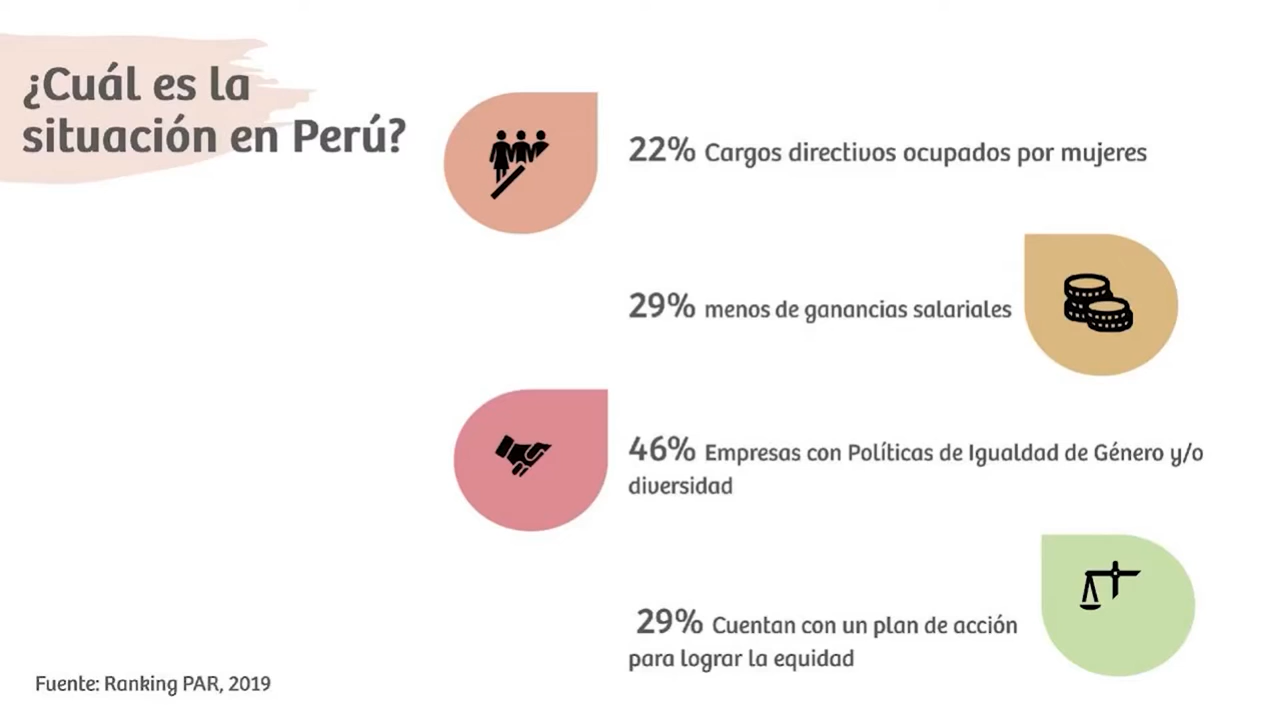 ¿Cuál es la
situación en Perú?
22% Cargos directivos ocupados por mujeres
29% menos de ganancias salariales
46% Empresas con Políticas de Igualdad de Género y/o
diversidad
29% Cuentan con un plan de acción
para lograr la equidad
Fuente: Ranking PAR, 2019